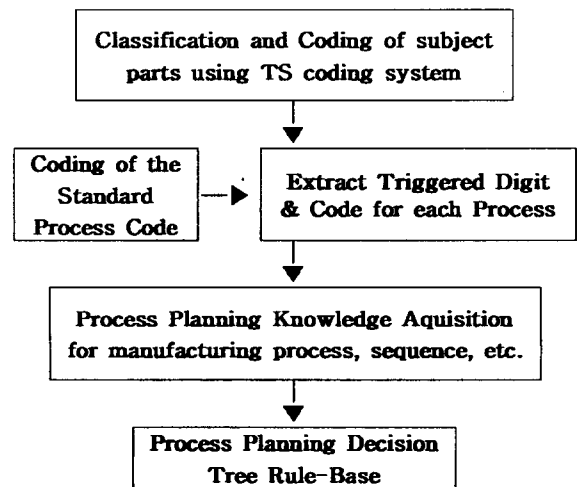 Classification and Coding of subject
parts using TS coding system
Coding of the
Standard
Process Code
Extract Triggered Digit
& Code for each Process
Process Planning Knowledge Aquisition
for manufacturing process, sequence, etc.
Process Planning Decision
Tree Rule-Base